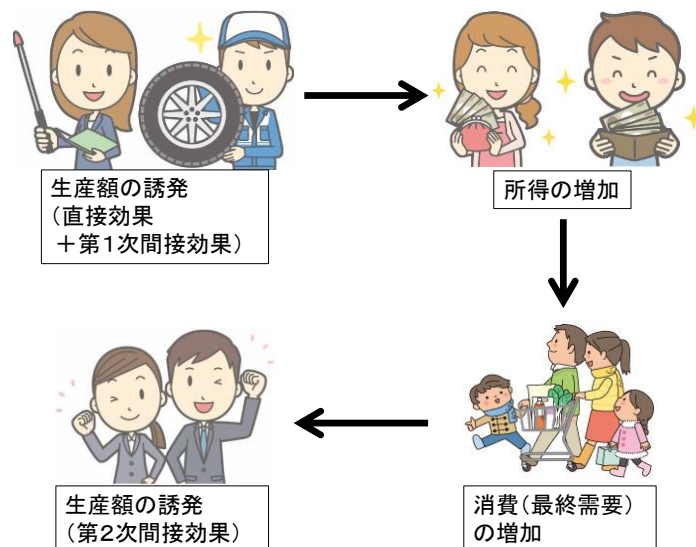 生産額の誘発
(直接効果
＋第1次間接効果)
所得の増加
生産額の誘発
(第2次間接効果)
消費(最終需要)
の増加